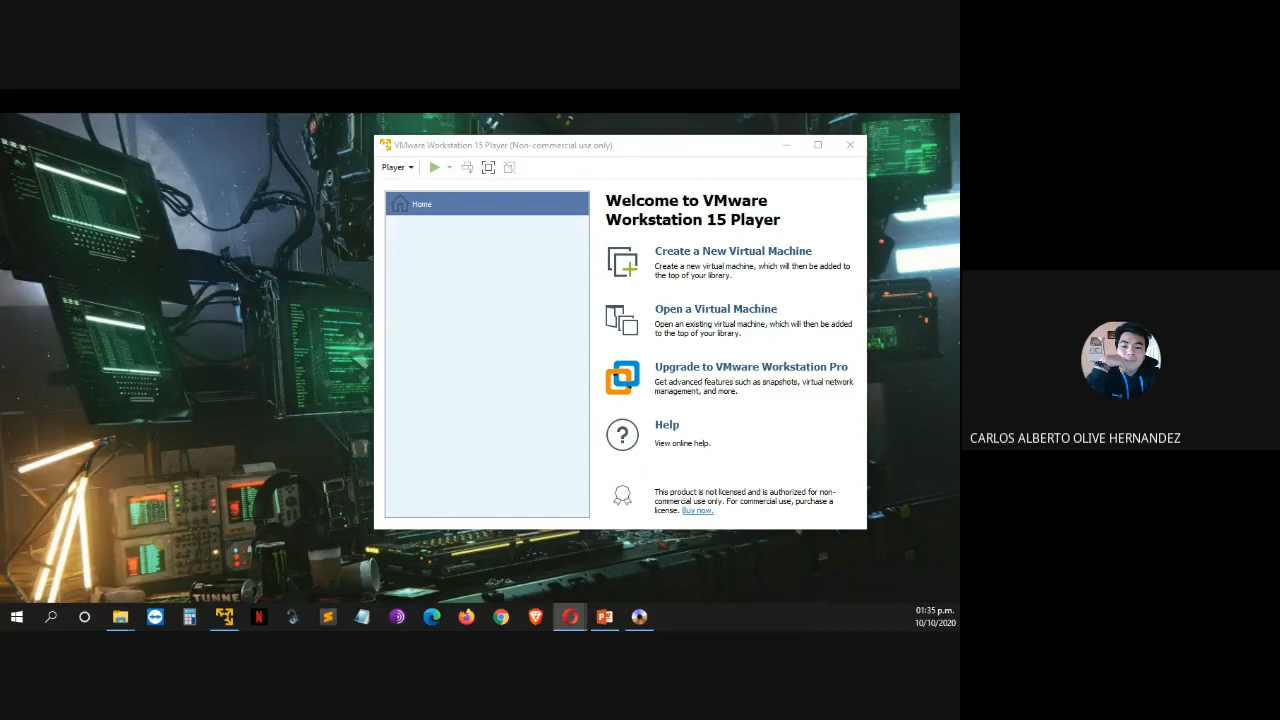 VMware Workstation 15 Player (Non-commercial use only)
Player
Home
Welcome to VMware
Workstation 15 Player
Create a New Virtual Machine
Create a new virtual machine, which will then be added
to the top of your library.
Open a Virtual Machine
Open an existing virtual machine, which will then be added
to the top of your library.
Upgrade to VMware Workstation Pro
Get advanced features such as snapshots, virtual network
management, and more.
?
Help
View online help.
This product is not licensed and is authorized for non-
commercial use only. For commercial use, purchase a
license. Buy now.
CARLOS ALBERTO OLIVE HERNANDEZ
TUNNE
N
01:35 p.m.
10/10/2020